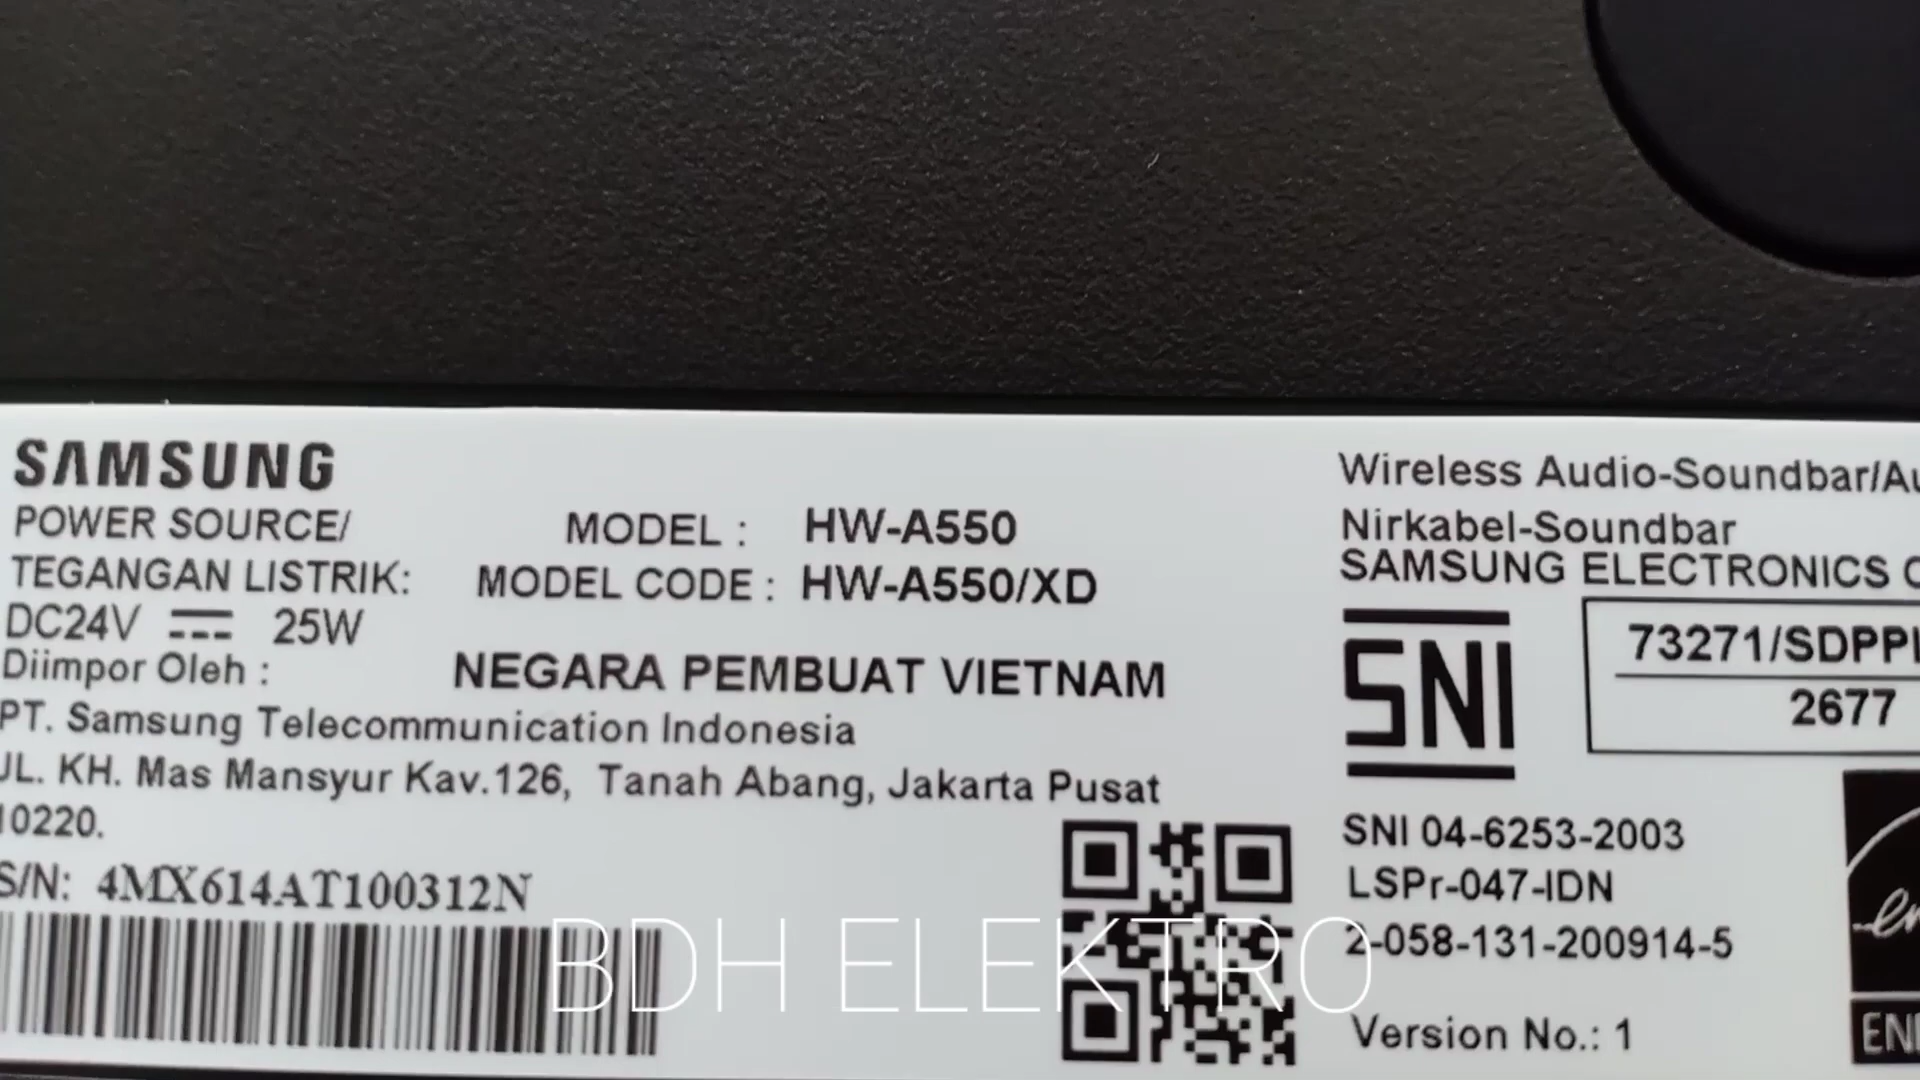 SAMSUNG
POWER SOURCE/
TEGANGAN LISTRIK:
DC24V 25W
MODEL : HW-A550
MODEL CODE : HW-A550/XD
Diimpor Oleh :
NEGARA PEMBUAT VIETNAM
PT. Samsung Telecommunication Indonesia
JL. KH. Mas Mansyur Kav.126, Tanah Abang, Jakarta Pusat
10220.
S/N: 4MX614AT100312N
Wireless Audio-Soundbar/
Nirkabel-Soundbar
SAMSUNG ELECTRONICS
SNI
73271/SDPPI
2677
SNI 04-6253-2003
LSPr-047-IDN
2-058-131-200914-5
Version No.: 1
BDH ELEKTRO